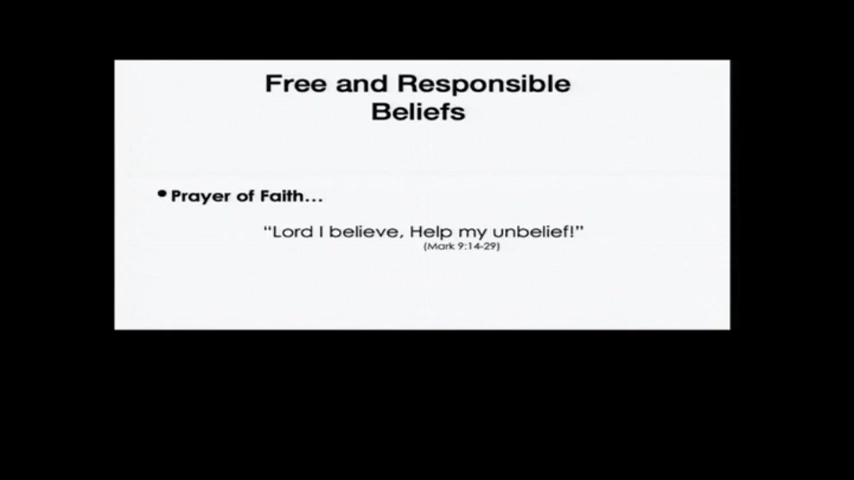 Free and Responsible
Beliefs
•Prayer of Faith...
“Lord I believe, Help my unbelief!”
(Mark 9:14-29)